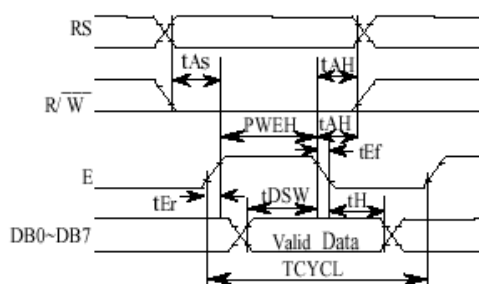 RS
tAs tAH
R/W
PWEH tAH
tEf
E
tEr tDSW tH
DB0~DB7 Valid Data
TCYCL